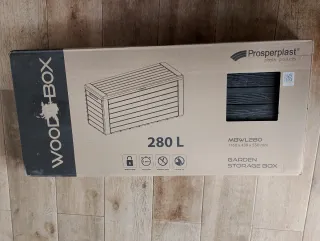 WOODEBOX
Prosperplast®
280 L
MBWL280
GARDEN
STORAGE BOX